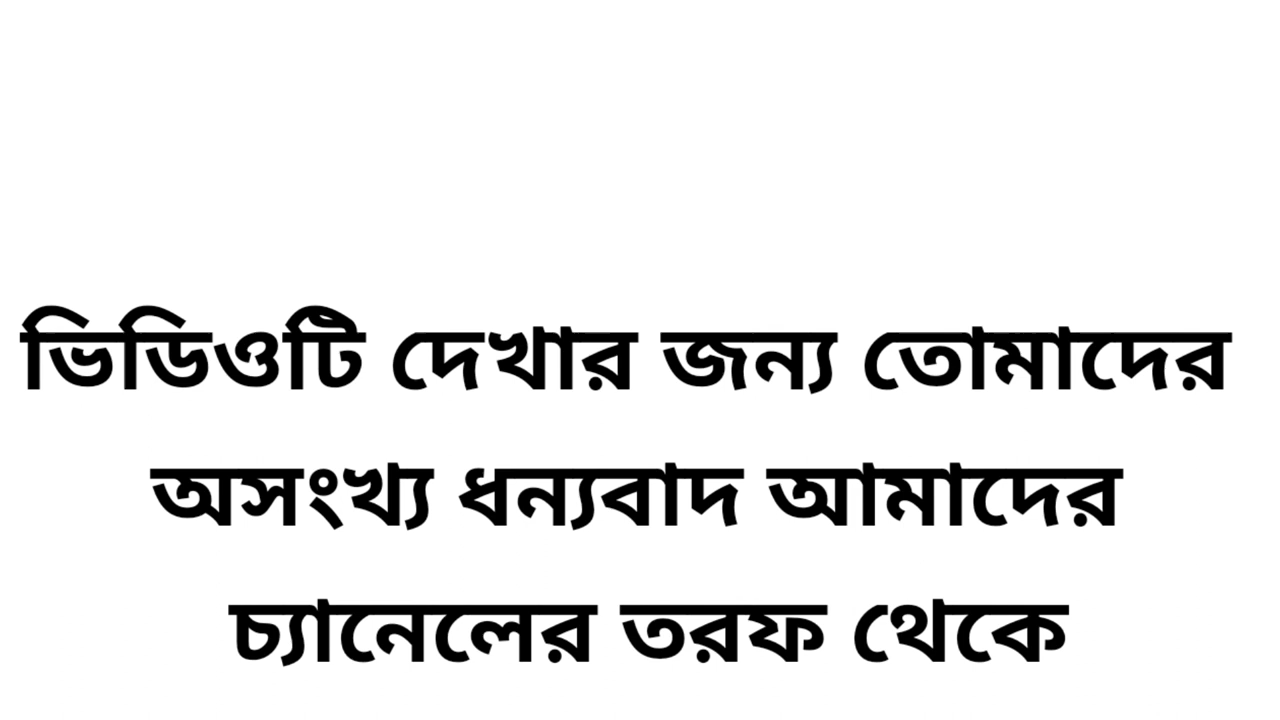 ভিডিওটি দেখার জন্য তোমাদের
অসংখ্য ধন্যবাদ আমাদের
চ্যানেলের তরফ থেকে